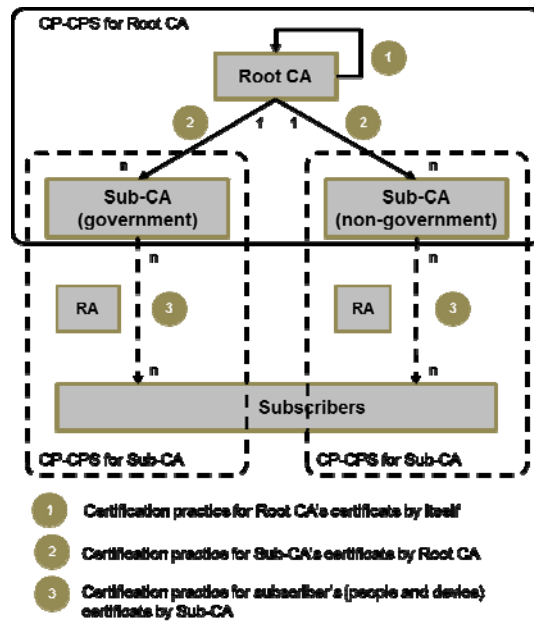 CP-CPS for Root CA
1
Root CA
2
1
1
2
n
n
Sub-CA
(government)
Sub-CA
(non-government)
n
n
RA
3
RA
3
n
n
Subscribers
CP-CPS for Sub-CA
CP-CPS for Sub-CA
1 Certification practice for Root CA's certificate by itself
2 Certification practice for Sub-CA's certificate by Root CA
3 Certification practice for subscriber's (people and device)
certificate by Sub-CA